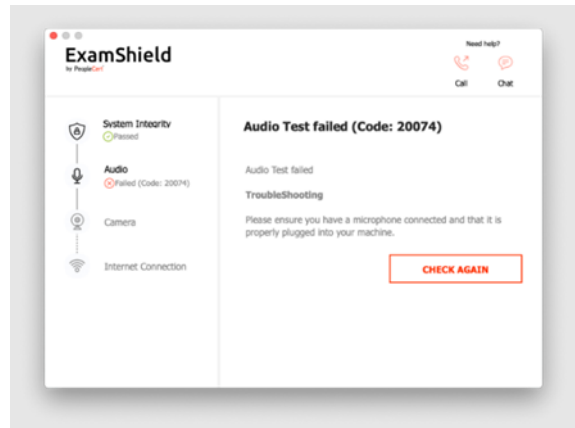 ExamShield
by PeopleCert
Need help?
Call
Chat
System Integrity
Passed
Audio
Failed (Code: 20074)
Camera
Internet Connection
Audio Test failed (Code: 20074)
Audio Test failed
TroubleShooting
Please ensure you have a microphone connected and that it is
properly plugged into your machine.
CHECK AGAIN